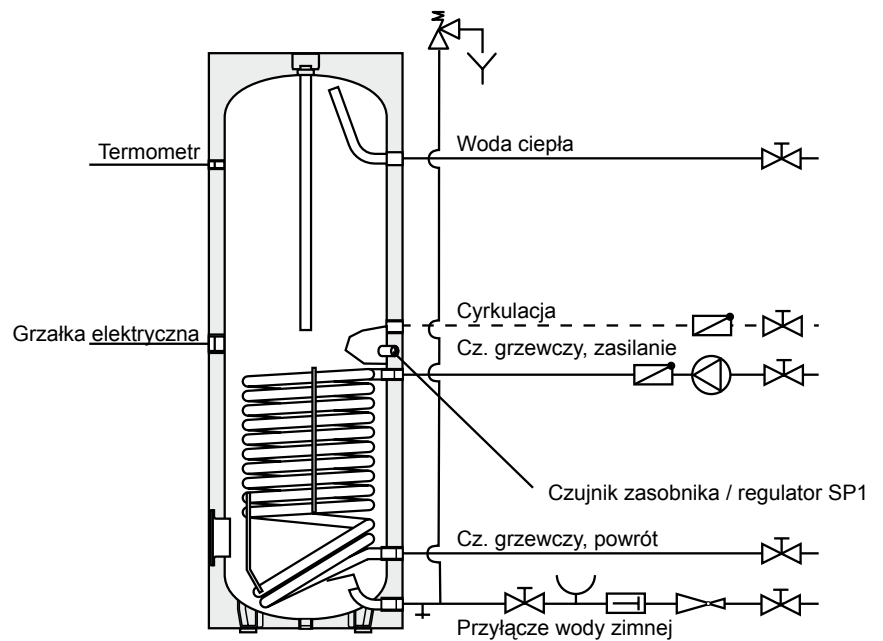 Termometr
Woda ciepła
Grzałka elektryczna
Cyrkulacja
Cz. grzewczy, zasilanie
Czujnik zasobnika / regulator SP1
Cz. grzewczy, powrót
Przyłącze wody zimnej